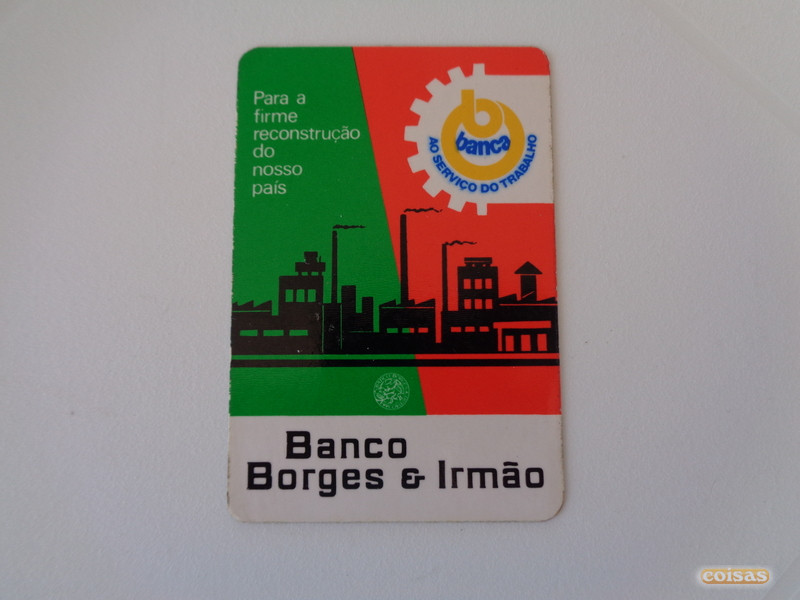 Para a
firme
reconstrução
do
nosso
país
b
banca
AO SERVIÇO DO TRABALHO
Banco
Borges & Irmão
coisas